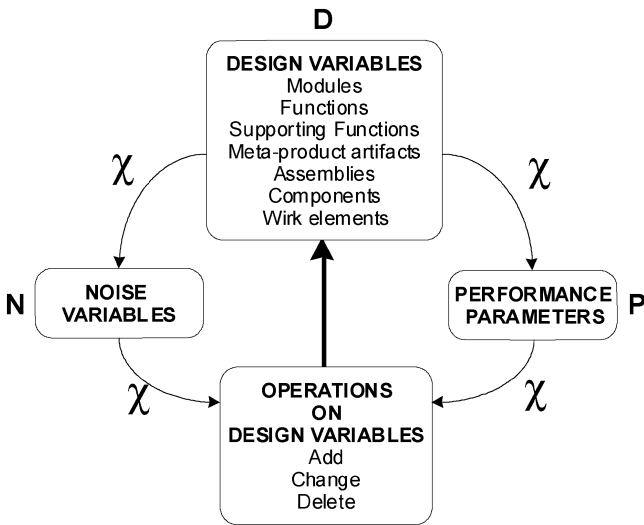 D
DESIGN VARIABLES
Modules
Functions
Supporting Functions
Meta-product artifacts
Assemblies
Components
Wirk elements
χ
χ
N
NOISE
VARIABLES
PERFORMANCE
PARAMETERS
P
χ
χ
OPERATIONS
ON
DESIGN VARIABLES
Add
Change
Delete